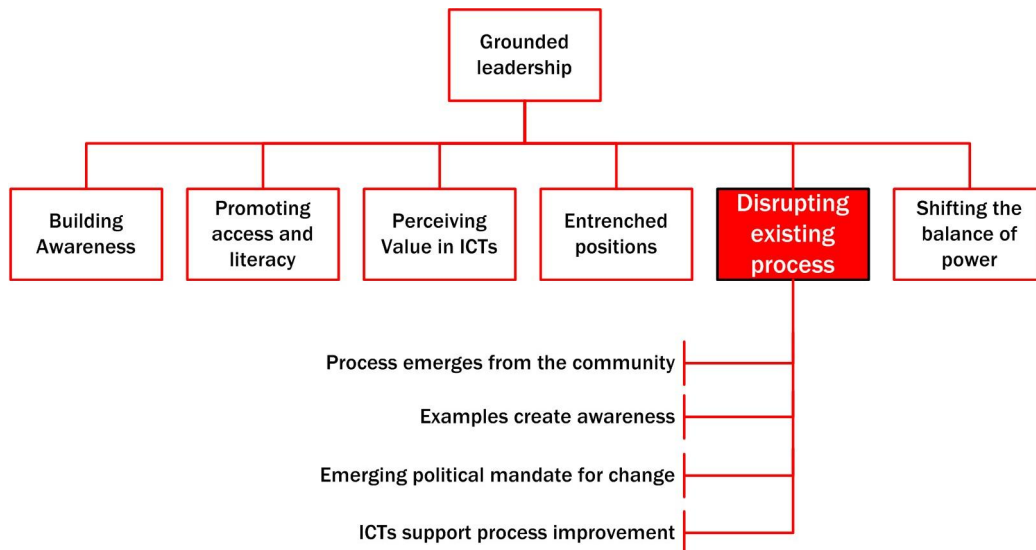 Grounded
leadership
Building
Awareness
Promoting
access and
literacy
Perceiving
Value in ICTs
Entrenched
positions
Disrupting
existing
process
Shifting the
balance of
power
Process emerges from the community
Examples create awareness
Emerging political mandate for change
ICTs support process improvement